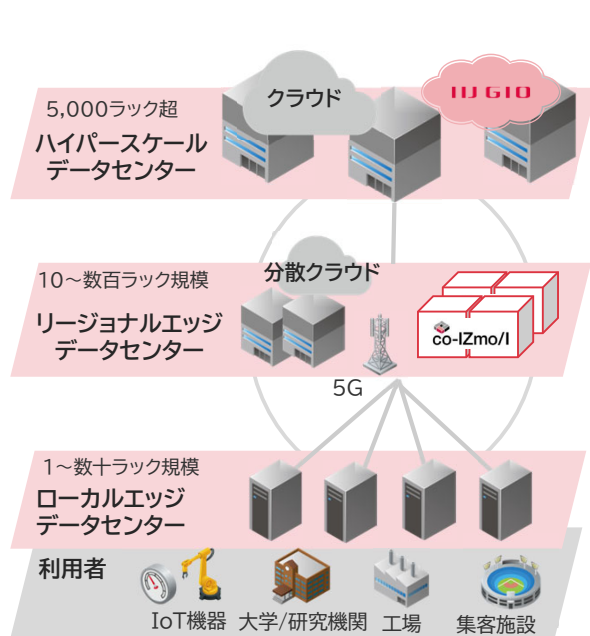 5,000ラック超
ハイパースケール
データセンター
クラウド
IIJ GIO
10～数百ラック規模
リージョナルエッジ
データセンター
分散クラウド
co-IZmo/I
5G
1～数十ラック規模
ローカルエッジ
データセンター
利用者
IoT機器
大学/研究機関
工場
集客施設